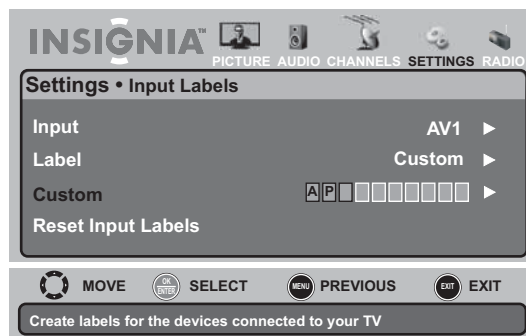 INSIGNIA™
PICTURE AUDIO CHANNELS SETTINGS RADIO
Settings • Input Labels
Input AV1
Label Custom
Custom A P
Reset Input Labels
MOVE OK ENTER SELECT MENU PREVIOUS EXIT EXIT
Create labels for the devices connected to your TV